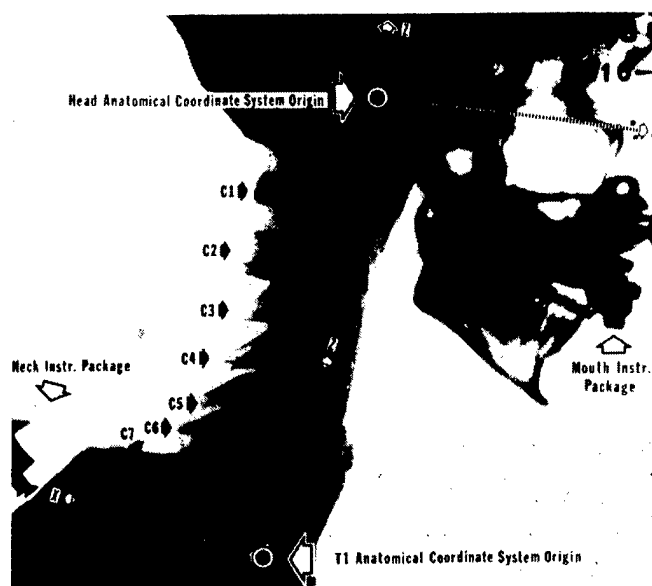 Head Anatomical Coordinate System Origin
C1
C2
C3
C4
Neck Instr. Package
Mouth Instr.
Package
C5
C6
C7
T1 Anatomical Coordinate System Origin